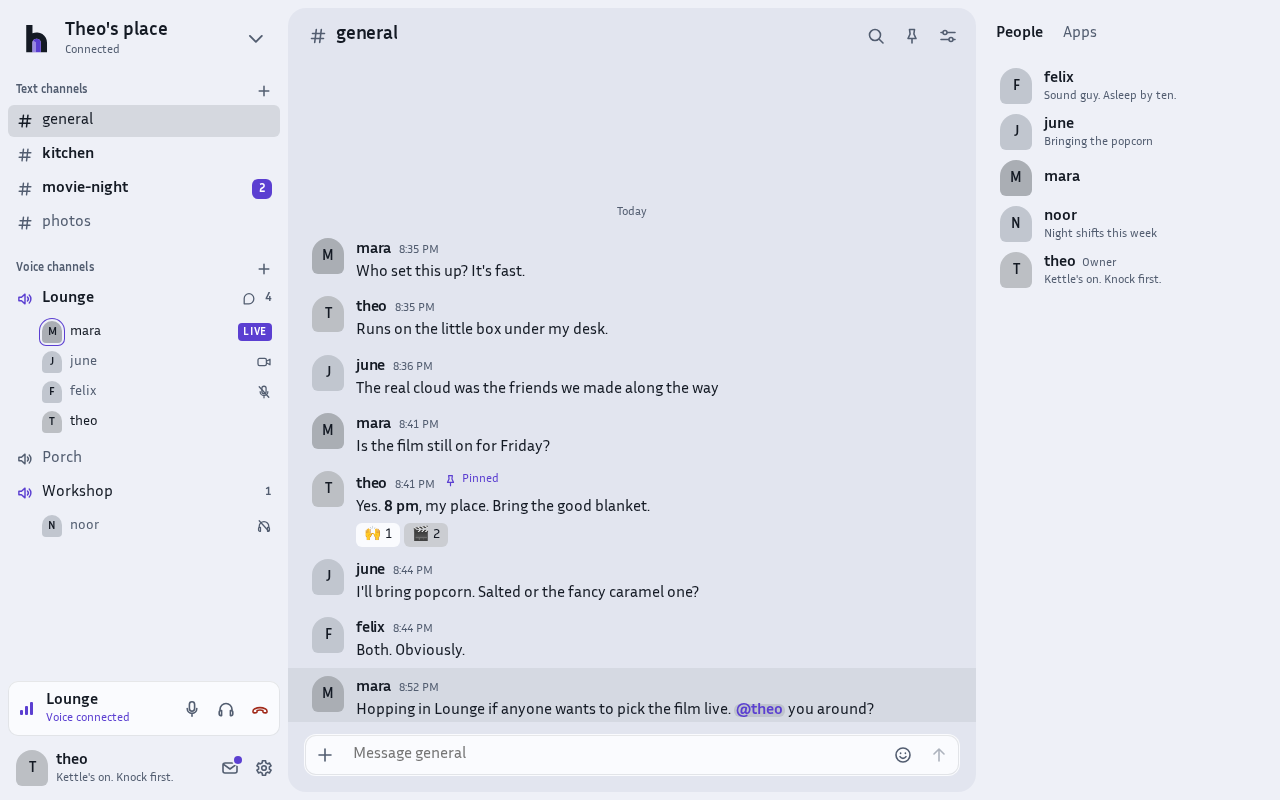 Theo's place
Connected
Text channels
general
kitchen
movie-night
2
photos
Voice channels
Lounge
4
M
mara
LIVE
J
june
F
felix
T
theo
Porch
Workshop
1
N
noor
Lounge
Voice connected
T
theo
Kettle's on. Knock first.
# general
Today
M
mara 8:35 PM
Who set this up? It's fast.
T
theo 8:35 PM
Runs on the little box under my desk.
J
june 8:36 PM
The real cloud was the friends we made along the way
M
mara 8:41 PM
Is the film still on for Friday?
T
theo 8:41 PM Pinned
Yes. 8 pm, my place. Bring the good blanket.
🙌 1 🎬 2
J
june 8:44 PM
I'll bring popcorn. Salted or the fancy caramel one?
F
felix 8:44 PM
Both. Obviously.
M
mara 8:52 PM
Hopping in Lounge if anyone wants to pick the film live. @theo you around?
Message general
People Apps
F
felix
Sound guy. Asleep by ten.
J
june
Bringing the popcorn
M
mara
N
noor
Night shifts this week
T
theo Owner
Kettle's on. Knock first.